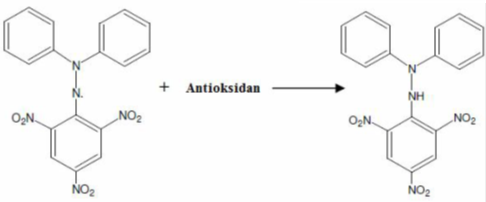 N
N
N.
NH
+ Antioksidan
O₂N
NO₂
O₂N
NO₂
NO₂
NO₂